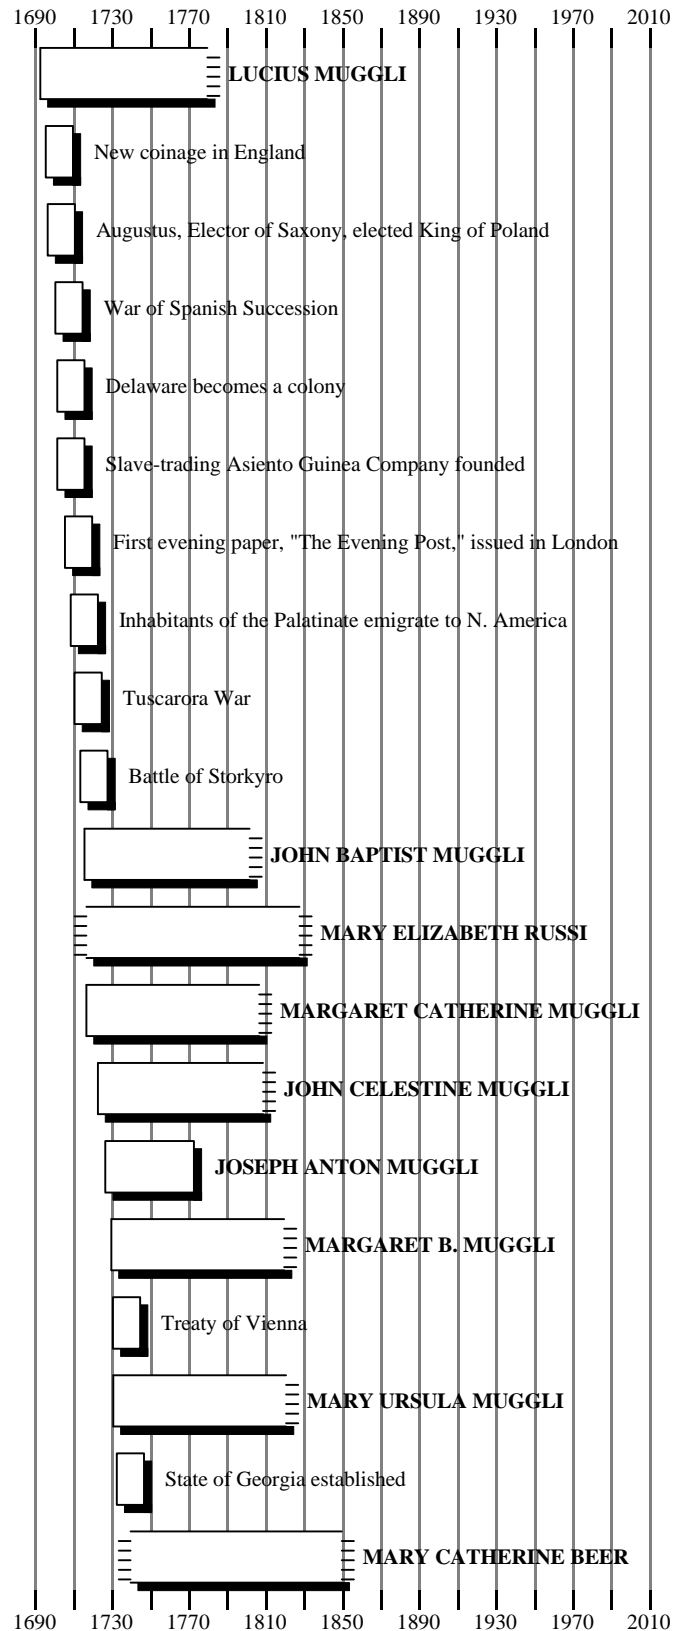 1690 1730 1770 1810 1850 1890 1930 1970 2010
LUCIUS MUGGLI
New coinage in England
Augustus, Elector of Saxony, elected King of Poland
War of Spanish Succession
Delaware becomes a colony
Slave-trading Asiento Guinea Company founded
First evening paper, "The Evening Post," issued in London
Inhabitants of the Palatinate emigrate to N. America
Tuscarora War
Battle of Storkyro
JOHN BAPTIST MUGGLI
MARY ELIZABETH RUSSI
MARGARET CATHERINE MUGGLI
JOHN CELESTINE MUGGLI
JOSEPH ANTON MUGGLI
MARGARET B. MUGGLI
Treaty of Vienna
MARY URSULA MUGGLI
State of Georgia established
MARY CATHERINE BEER
1690 1730 1770 1810 1850 1890 1930 1970 2010